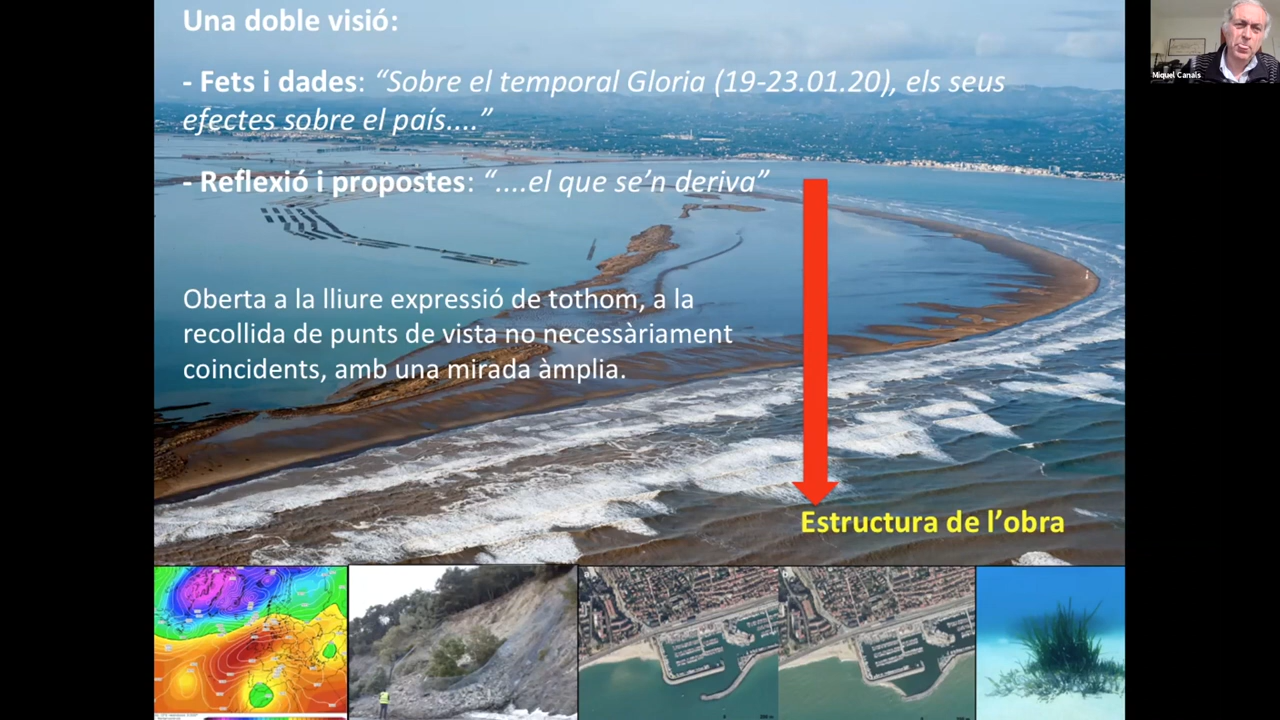 Una doble visió:
- Fets i dades: “Sobre el temporal Gloria (19-23.01.20), els seus
efectes sobre el país....”
- Reflexió i propostes: “....el que se’n deriva”
Oberta a la lliure expressió de tothom, a la
recollida de punts de vista no necessàriament
coincidents, amb una mirada àmplia.
Estructura de l’obra
Miquel Canals